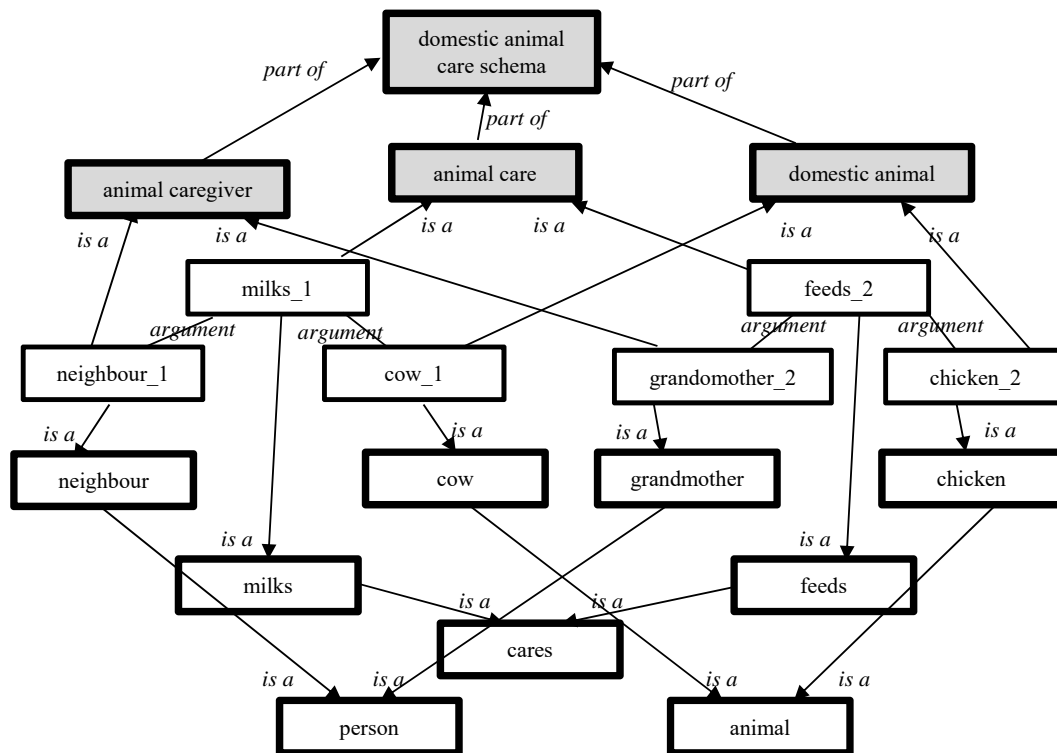 domestic animal
care schema
part of
part of
part of
animal caregiver
animal care
domestic animal
is a
is a
is a
is a
is a
is a
milks_1
feeds_2
argument
argument
argument
argument
neighbour_1
cow_1
grandomother_2
chicken_2
is a
is a
is a
is a
neighbour
cow
grandmother
chicken
is a
is a
milks
feeds
is a
is a
cares
is a
is a
is a
is a
person
animal